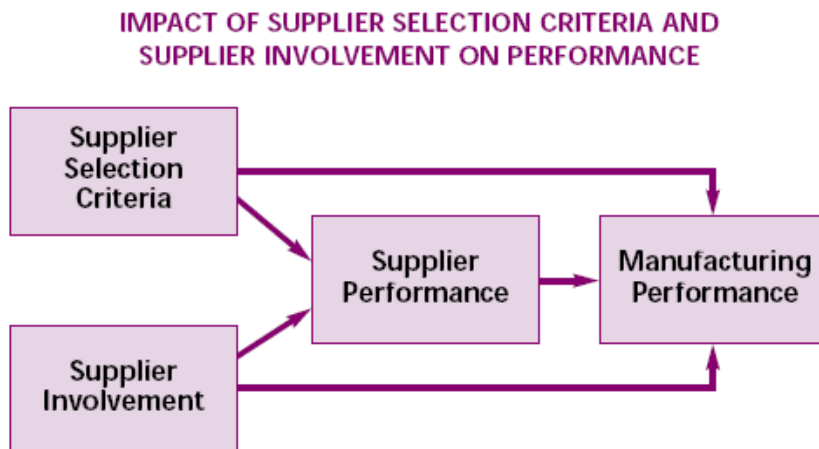 IMPACT OF SUPPLIER SELECTION CRITERIA AND
SUPPLIER INVOLVEMENT ON PERFORMANCE
Supplier
Selection
Criteria
Supplier
Performance
Manufacturing
Performance
Supplier
Involvement